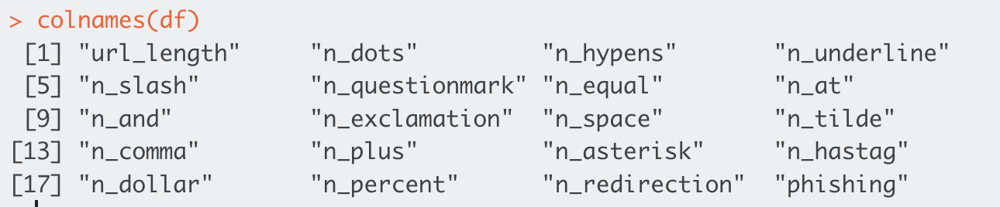 > colnames(df)
[1] "url_length" "n_dots" "n_hypens" "n_underline"
[5] "n_slash" "n_questionmark" "n_equal" "n_at"
[9] "n_and" "n_exclamation" "n_space" "n_tilde"
[13] "n_comma" "n_plus" "n_asterisk" "n_hastag"
[17] "n_dollar" "n_percent" "n_redirection" "phishing"